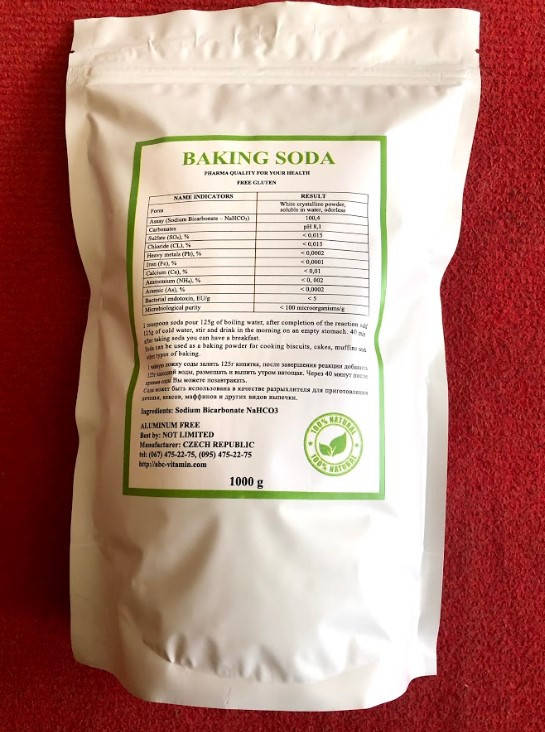 BAKING SODA
PHARMA QUALITY FOR YOUR HEALTH
FREE GLUTEN
NAME INDICATORS RESULT
Form White crystalline powder, soluble in water, odorless
Assay (Sodium Bicarbonate - NaHCO₃) 100,4
Carbonates pH 8,1
Sulfate (SO₄), % < 0,015
Chloride (CL), % < 0,015
Heavy metals (Pb), % < 0,0002
Iron (Fe), % < 0,0001
Calcium (Ca), % < 0,01
Ammonium (NH₄), % < 0, 002
Arsenic (As), % < 0,0002
Bacterial endotoxin, EU/g < 5
Microbiological purity < 100 microorganisms/g
1 teaspoon soda pour 125g of boiling water, after completion of the reaction add
125g of cold water, stir and drink in the morning on an empty stomach. 40 min
after taking soda you can have a breakfast.
Soda can be used as a baking powder for cooking biscuits, cakes, muffins and
other types of baking.
1 чайную ложку соды залить 125г кипятка, после завершения реакции добавить
125г холодной воды, размешать и выпить утром натощак. Через 40 минут после
приема соды Вы можете позавтракать.
Сода может быть использована в качестве разрыхлителя для приготовления
кексов, маффинов и других видов выпечки.
Ingredients: Sodium Bicarbonate NaHCO3
ALUMINUM FREE
Best by: NOT LIMITED
Manufacturer: CZECH REPUBLIC
tel: (067) 475-22-75, (095) 475-22-75
http://abc-vitamin.com
100% NATURAL
100% NATURAL
1000 g